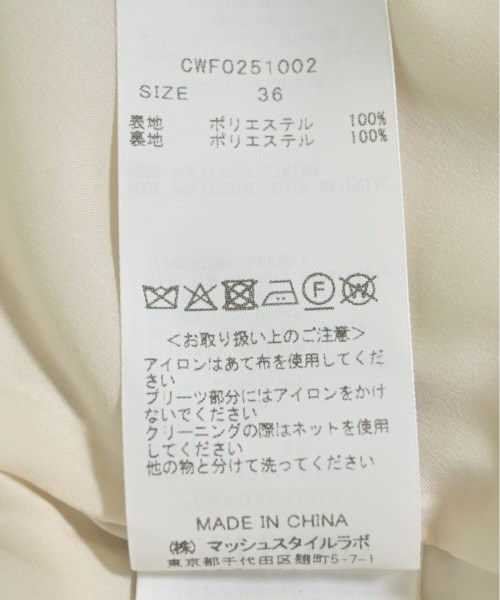 CWF0251002
SIZE 36
表地 ポリエステル 100%
裏地 ポリエステル 100%
F W
<お取り扱い上のご注意>
アイロンはあて布を使用してくだ
さい
プリーツ部分にはアイロンをかけ
ないでください
クリーニングの際はネットを使用
してください
他の物と分けて洗ってください
MADE IN CHINA
(株) マッシュスタイルラボ
東京都千代田区麹町5-7-1